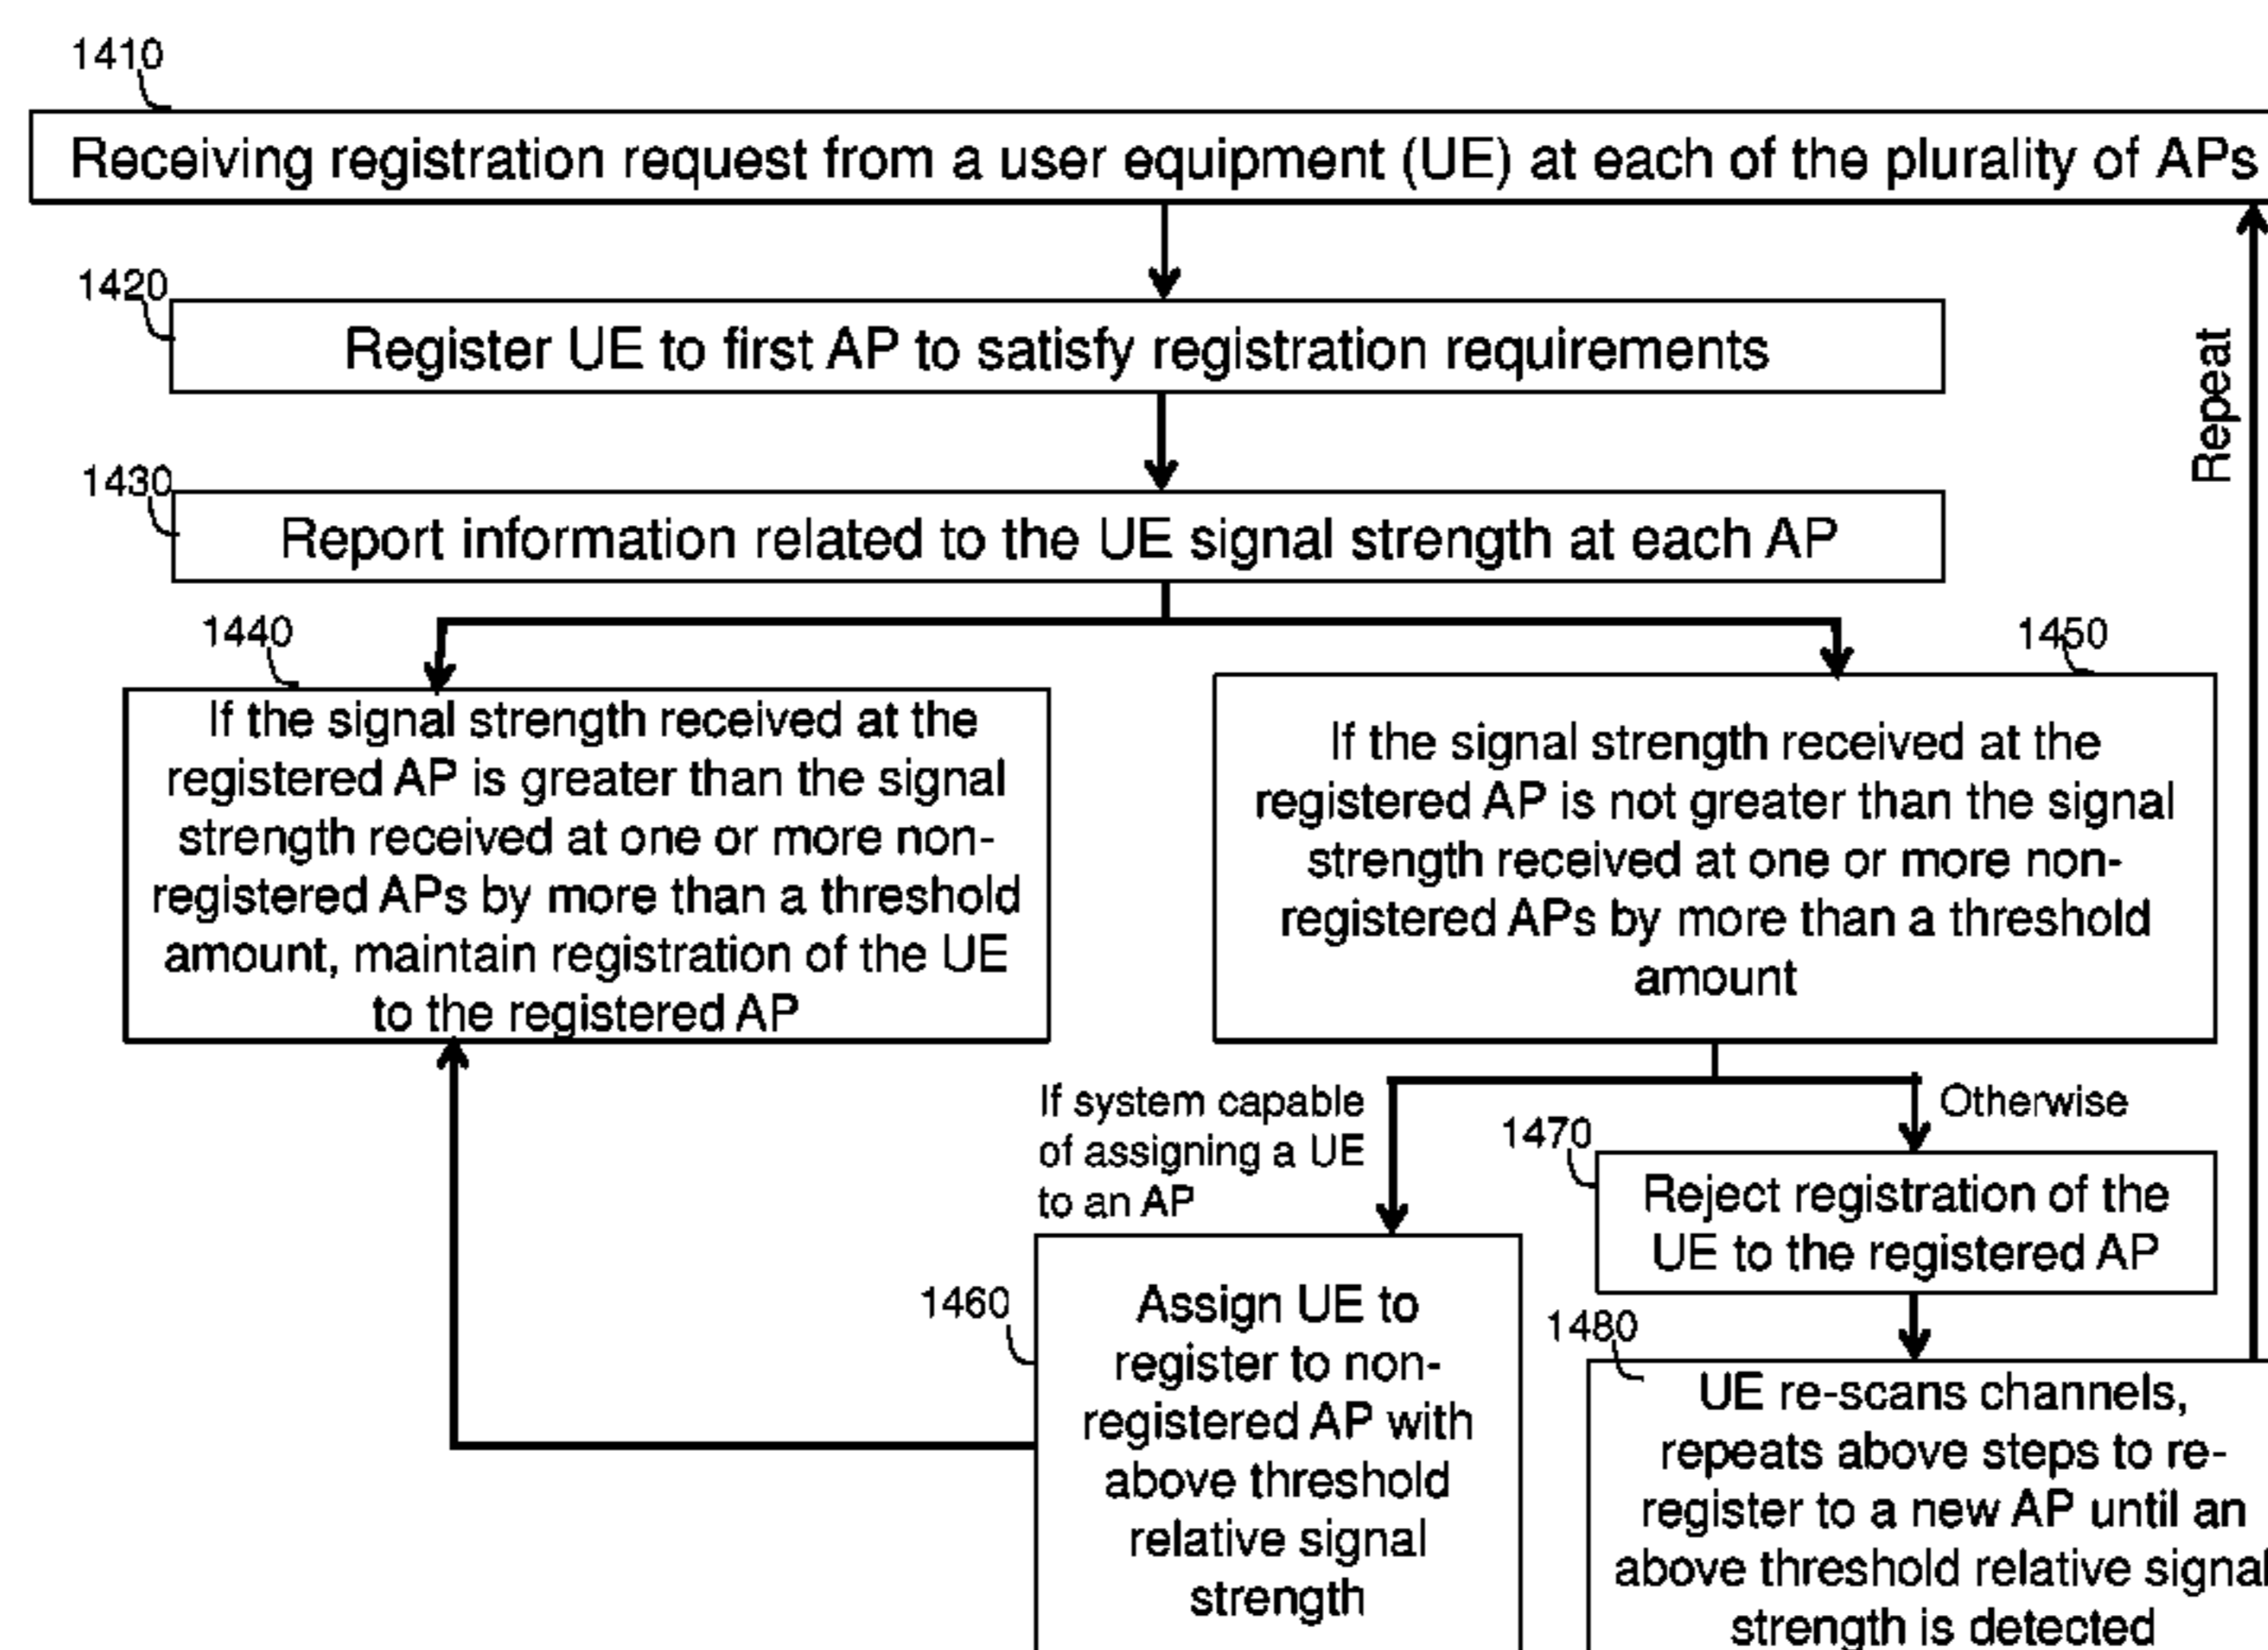 1410
Receiving registration request from a user equipment (UE) at each of the plurality of APs
1420
Register UE to first AP to satisfy registration requirements
Repeat
1430
Report information related to the UE signal strength at each AP
1440
If the signal strength received at the
registered AP is greater than the signal
strength received at one or more non-
registered APs by more than a threshold
amount, maintain registration of the UE
to the registered AP
1450
If the signal strength received at the
registered AP is not greater than the signal
strength received at one or more non-
registered APs by more than a threshold
amount
If system capable
of assigning a UE
to an AP
Otherwise
1460
Assign UE to
register to non-
registered AP with
above threshold
relative signal
strength
1470
Reject registration of the
UE to the registered AP
1480
UE re-scans channels,
repeats above steps to re-
register to a new AP until an
above threshold relative signal
strength is detected